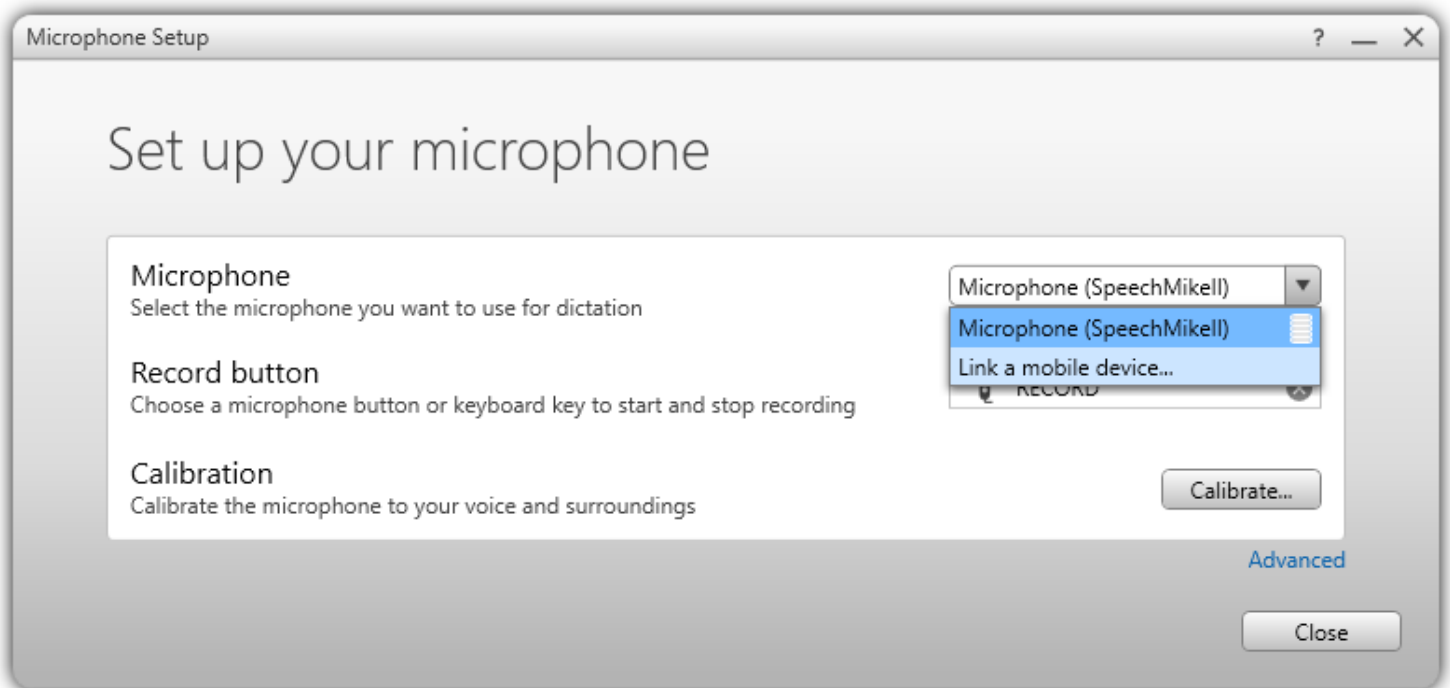 Microphone Setup
?
Set up your microphone
Microphone
Select the microphone you want to use for dictation
Microphone (SpeechMikeII)
Microphone (SpeechMikeII)
Link a mobile device...
Record button
Choose a microphone button or keyboard key to start and stop recording
RECORD
Calibration
Calibrate the microphone to your voice and surroundings
Calibrate...
Advanced
Close